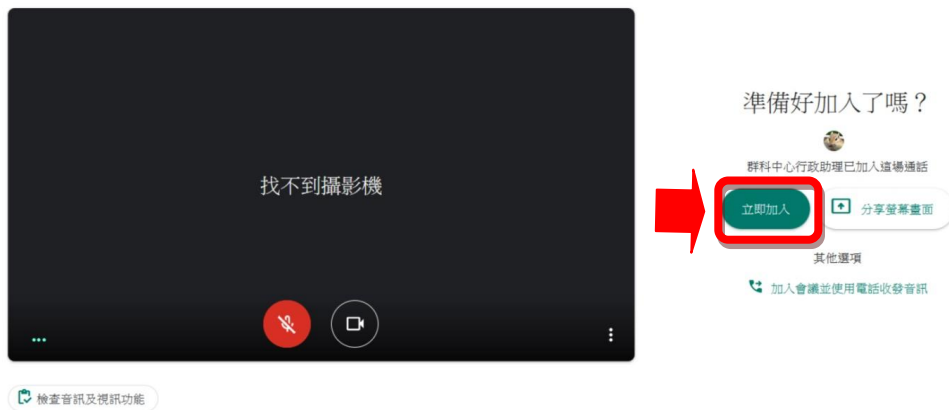 找不到攝影機
檢查音訊及視訊功能
準備好加入了嗎？
群科中心行政助理已加入這場通話
立即加入
分享螢幕畫面
其他選項
加入會議並使用電話收發音訊